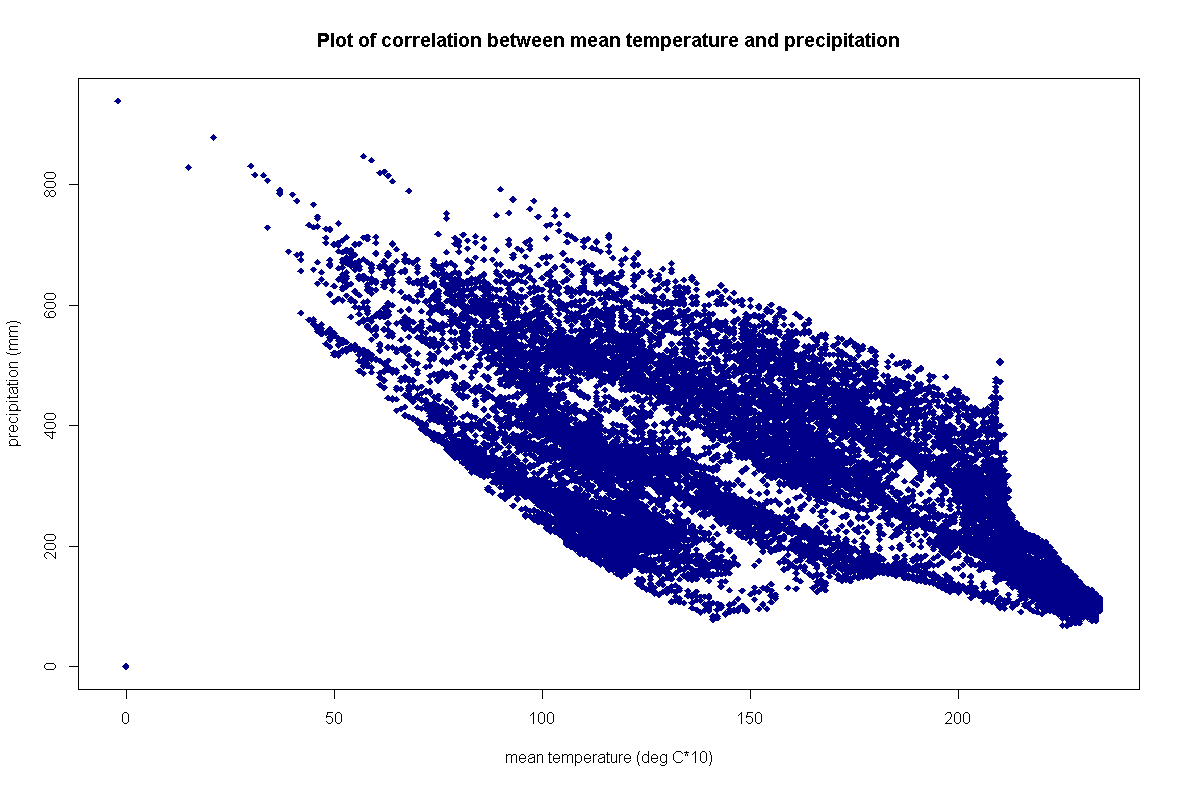 Plot of correlation between mean temperature and precipitation
precipitation (mm)
800
600
400
200
0
0 50 100 150 200
mean temperature (deg C*10)